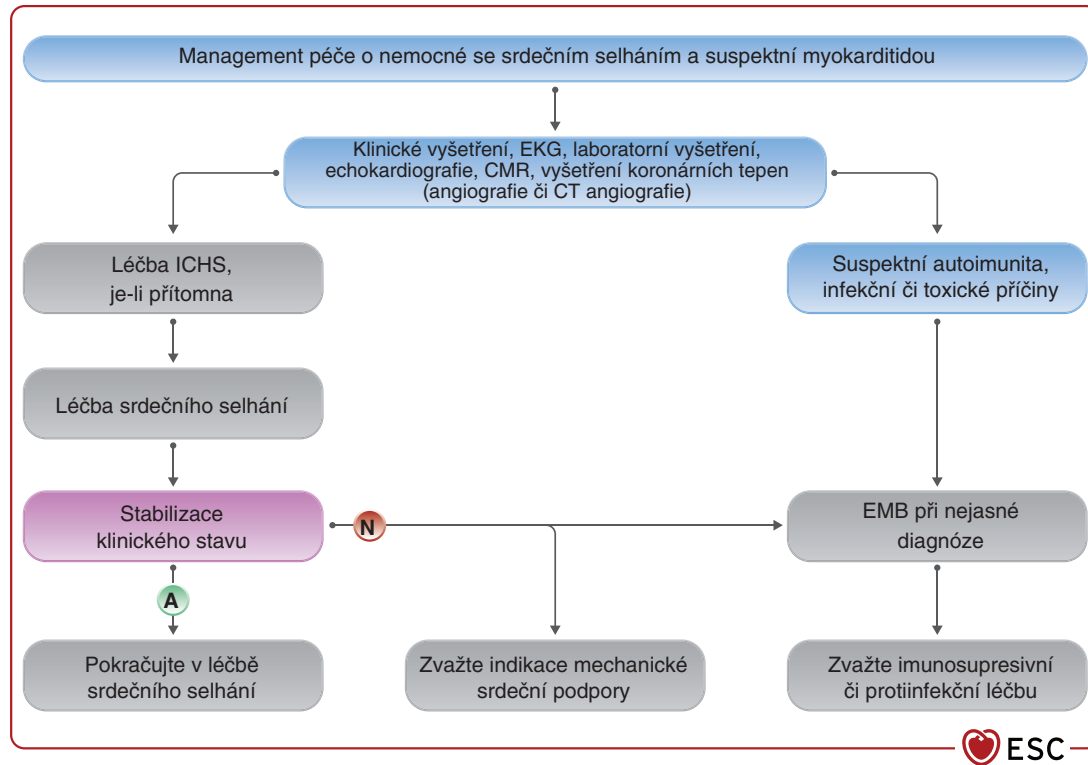 Management péče o nemocné se srdečním selháním a suspektní myokarditidou
Klinické vyšetření, EKG, laboratorní vyšetření,
echokardiografie, CMR, vyšetření koronárních tepen
(angiografie či CT angiografie)
Léčba ICHS,
je-li přítomna
Suspektní autoimunita,
infekční či toxické příčiny
Léčba srdečního selhání
Stabilizace
klinického stavu
N
EMB při nejasné
diagnóze
A
Pokračujte v léčbě
srdečního selhání
Zvažte indikace mechanické
srdeční podpory
Zvažte imunosupresivní
či protiinfekční léčbu
ESC